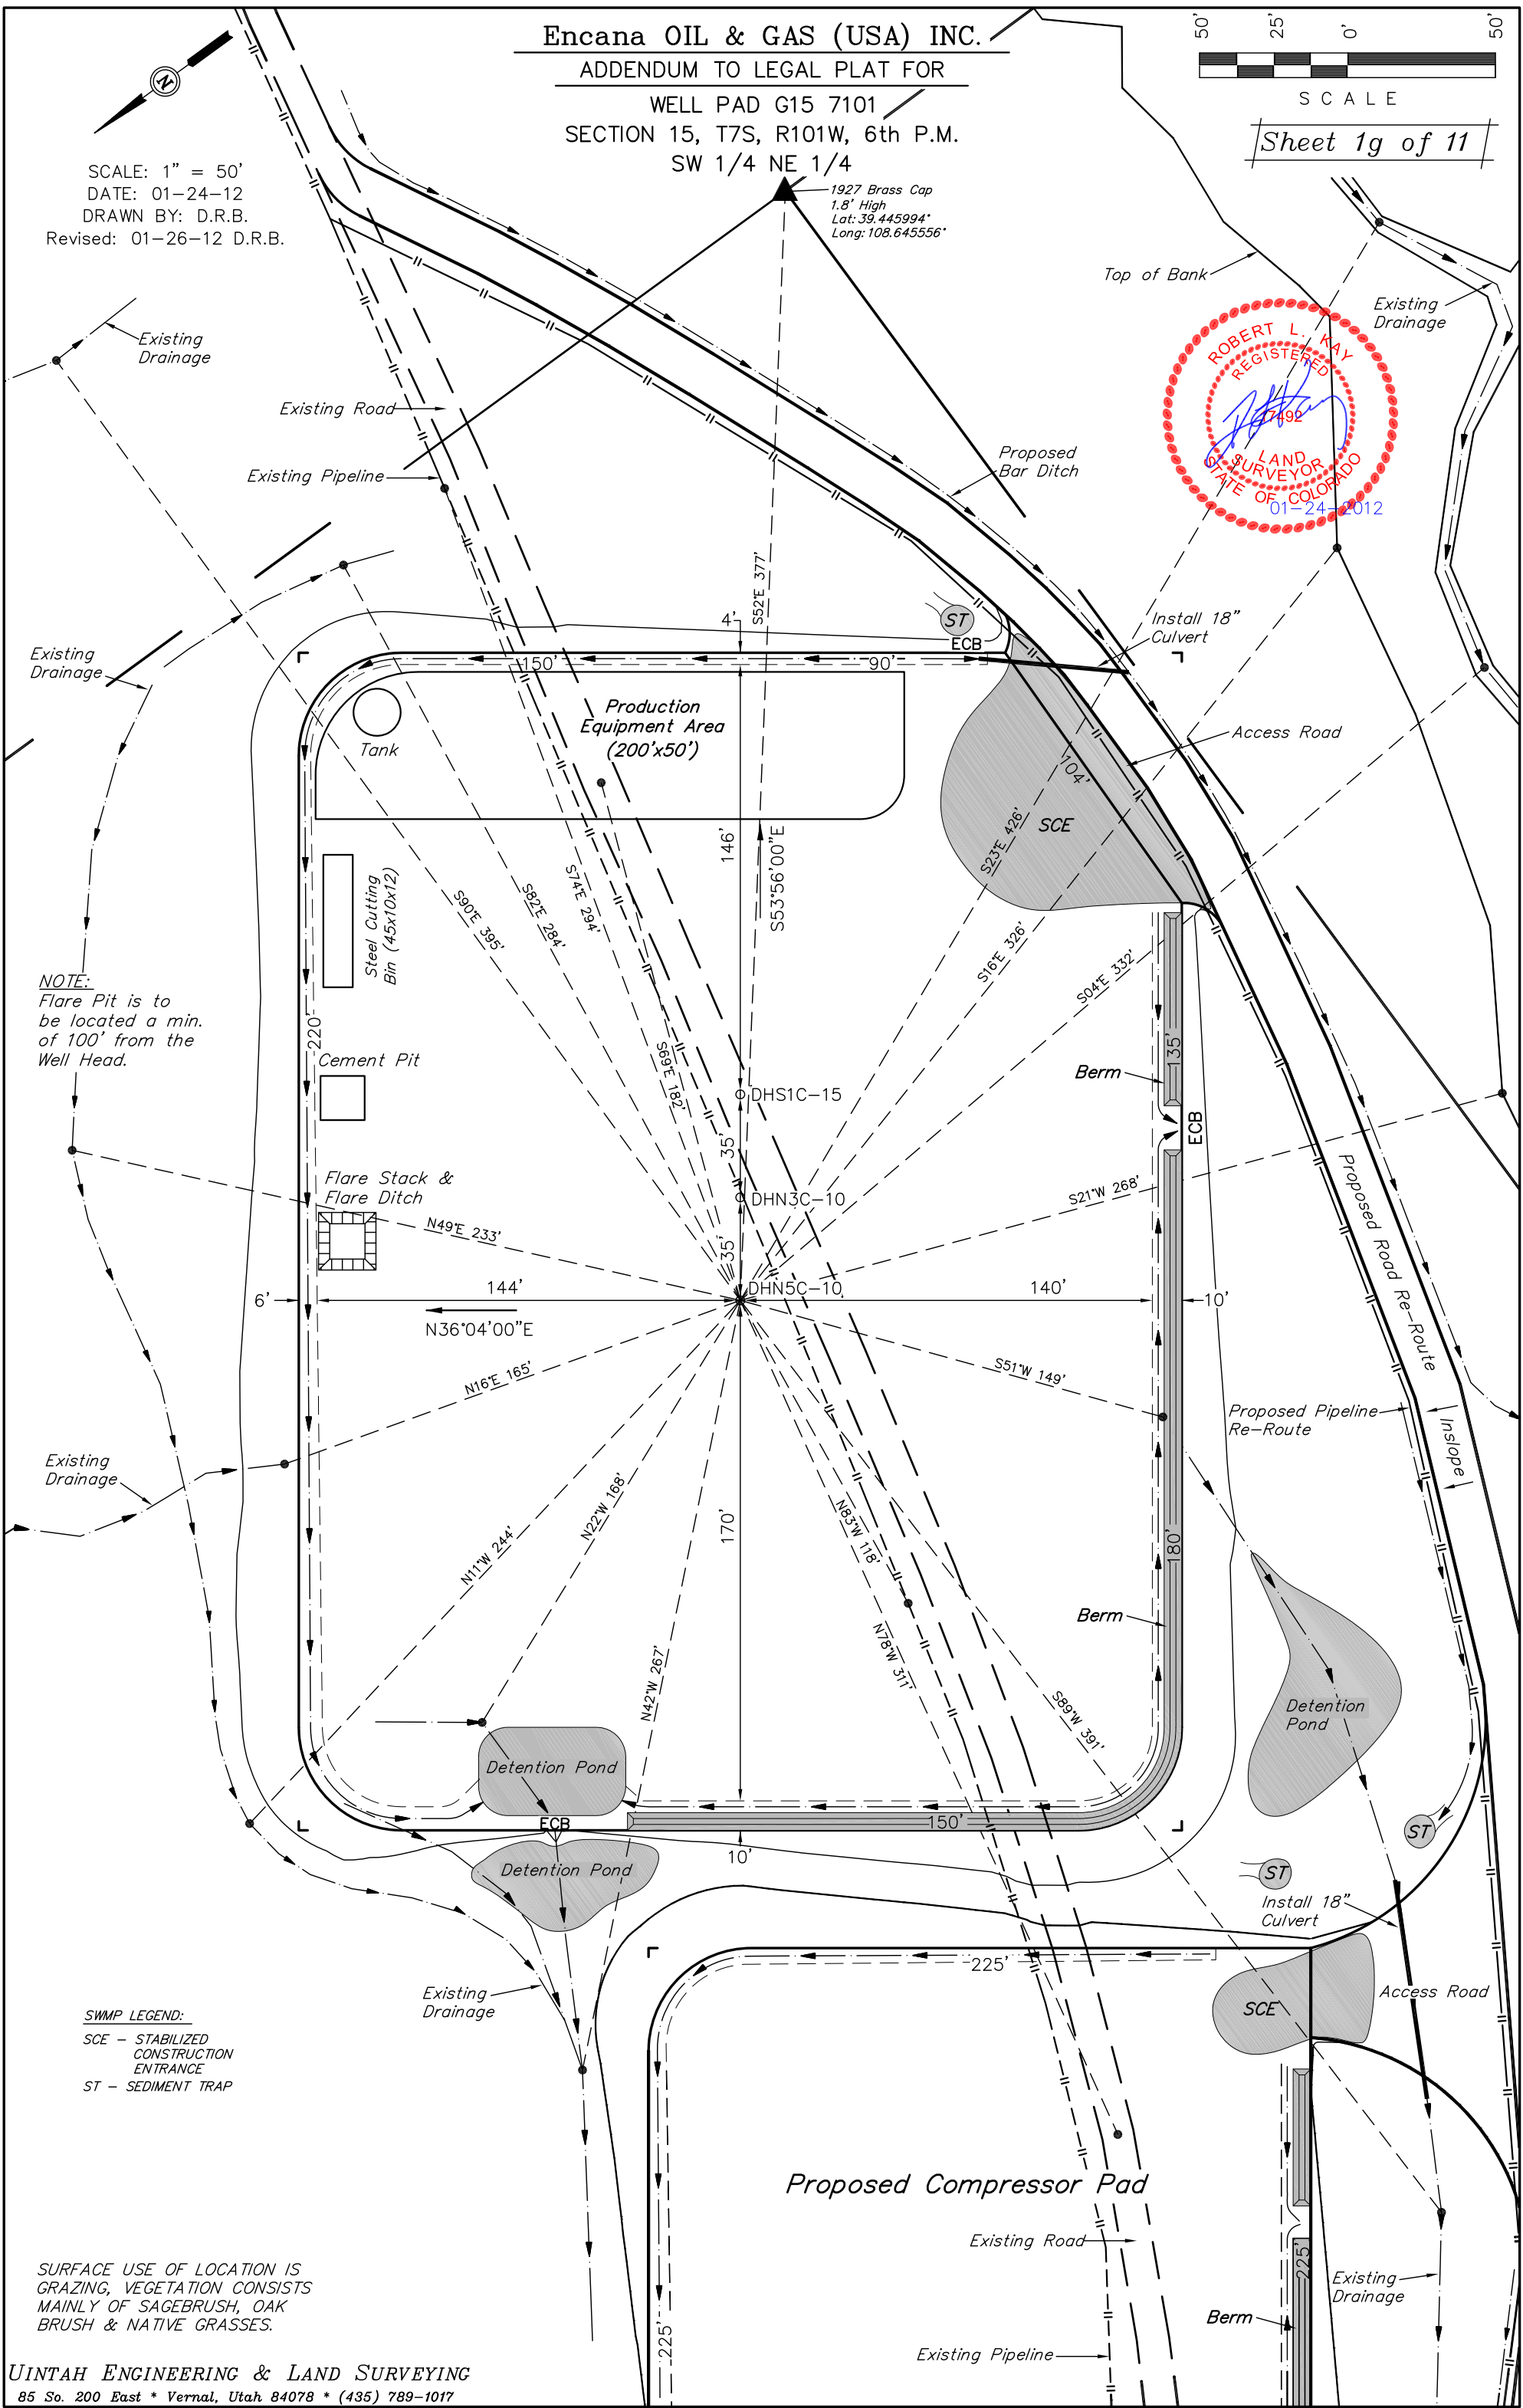 Encana OIL & GAS (USA) INC.
ADDENDUM TO LEGAL PLAT FOR
WELL PAD G15 7101
SECTION 15, T7S, R101W, 6th P.M.
SW 1/4 NE 1/4
50'
25'
0'
50'
SCALE
Sheet 1g of 11
N
SCALE: 1" = 50'
DATE: 01-24-12
DRAWN BY: D.R.B.
Revised: 01-26-12 D.R.B.
1927 Brass Cap
1.8' High
Lat: 39.445994°
Long: 108.645556°
Top of Bank
Existing
Drainage
ROBERT L. KAY
REGISTERED
17492
LAND
SURVEYOR
STATE OF COLORADO
01-24-2012
Existing
Drainage
Existing Road
Existing Pipeline
Proposed
Bar Ditch
S52°E 377'
Install 18"
Culvert
Existing
Drainage
4'
ST
ECB
150'
90'
Production
Equipment Area
(200'x50')
Tank
Access Road
104'
SCE
146'
S53°56'00"E
S23°E 426'
S16°E 326'
S04°E 332'
S90°E 395'
S82°E 284'
S74°E 294'
S69°E 182'
Steel Cutting
Bin (45x10x12)
NOTE:
Flare Pit is to
be located a min.
of 100' from the
Well Head.
220'
Cement Pit
135'
Berm
ECB
DHS1C-15
35'
DHN3C-10
35'
DHN5C-10
Flare Stack &
Flare Ditch
N49°E 233'
S21°W 268'
Proposed Road Re-Route
6'
144'
140'
10'
N36°04'00"E
N16°E 165'
S51°W 149'
Proposed Pipeline
Re-Route
Inslope
Existing
Drainage
N11°W 244'
N22°W 168'
170'
N83°W 118'
180'
Berm
N42°W 267'
N78°W 311'
S89°W 391'
Detention
Pond
Detention Pond
ECB
150'
10'
Detention Pond
ST
ST
Install 18"
Culvert
225'
Existing
Drainage
SCE
Access Road
SWMP LEGEND:
SCE - STABILIZED
CONSTRUCTION
ENTRANCE
ST - SEDIMENT TRAP
Proposed Compressor Pad
Existing Road
225'
Existing
Drainage
Berm
225'
Existing Pipeline
SURFACE USE OF LOCATION IS
GRAZING, VEGETATION CONSISTS
MAINLY OF SAGEBRUSH, OAK
BRUSH & NATIVE GRASSES.
UINTAH ENGINEERING & LAND SURVEYING
85 So. 200 East * Vernal, Utah 84078 * (435) 789-1017